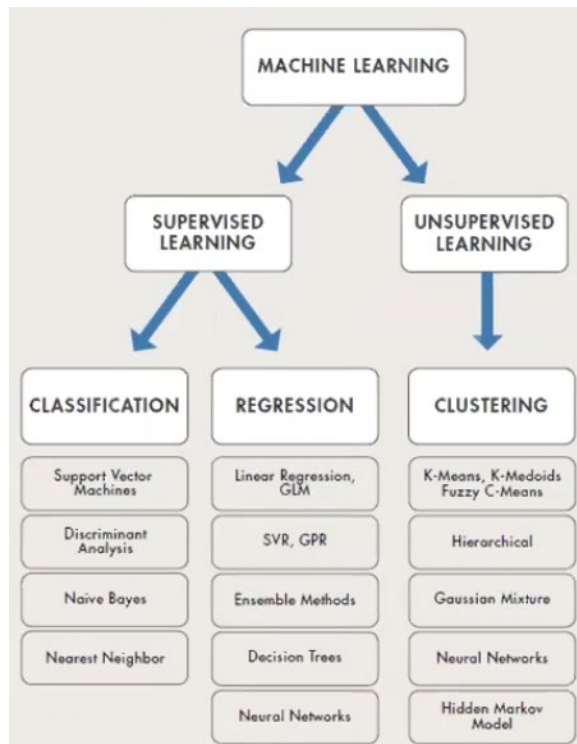 MACHINE LEARNING
SUPERVISED
LEARNING
UNSUPERVISED
LEARNING
CLASSIFICATION
REGRESSION
CLUSTERING
Support Vector
Machines
Discriminant
Analysis
Naive Bayes
Nearest Neighbor
Linear Regression,
GLM
SVR, GPR
Ensemble Methods
Decision Trees
Neural Networks
K-Means, K-Medoids
Fuzzy C-Means
Hierarchical
Gaussian Mixture
Neural Networks
Hidden Markov
Model